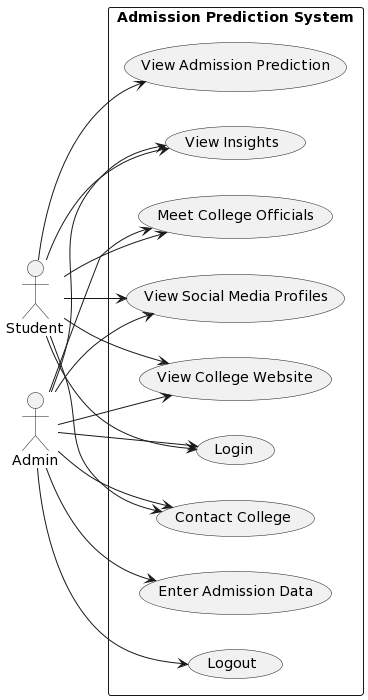 Admission Prediction System
View Admission Prediction
View Insights
Meet College Officials
View Social Media Profiles
Student
View College Website
Login
Admin
Contact College
Enter Admission Data
Logout